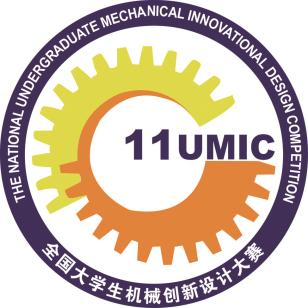 THE NATIONAL UNDERGRADUATE MECHANICAL INNOVATIONAL DESIGN COMPETITION
11UMIC
全国大学生机械创新设计大赛